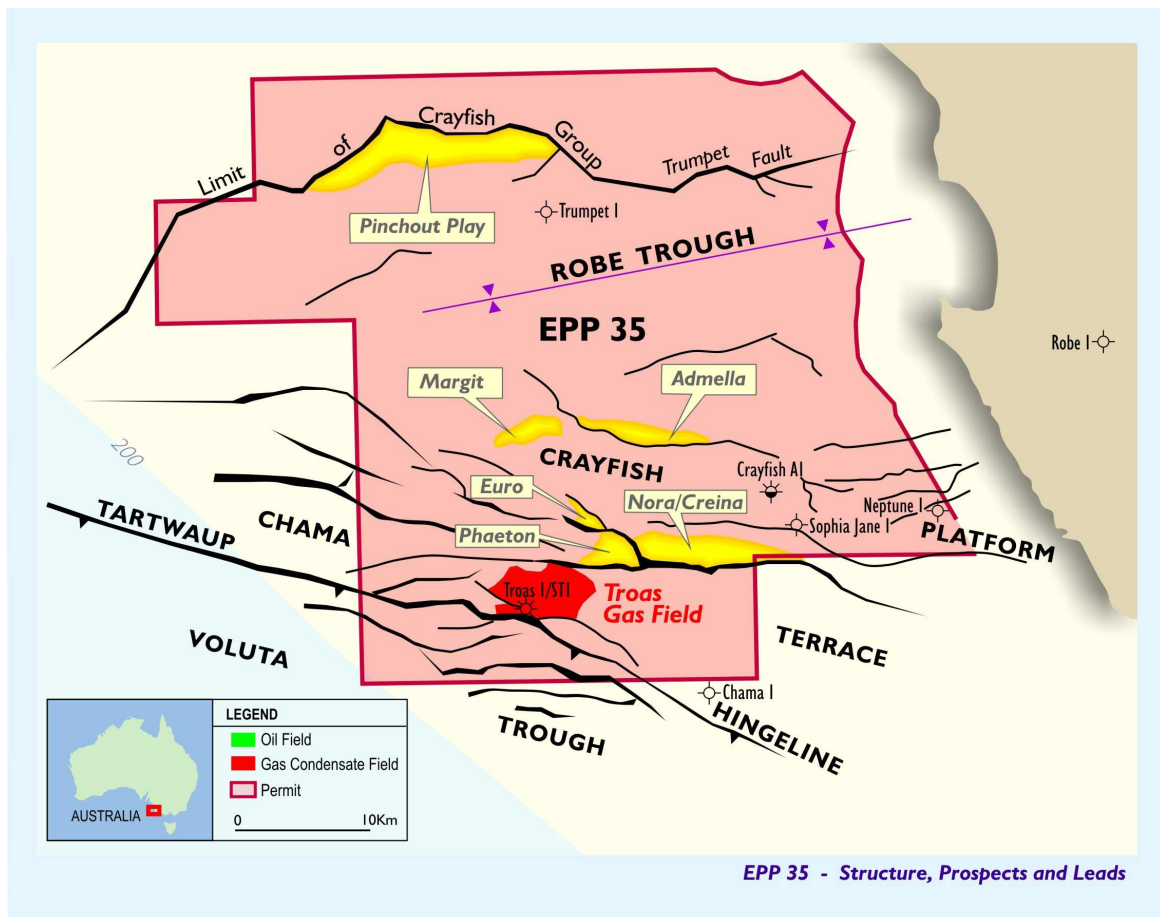 Limit of Crayfish Group
Trumpet Fault
Pinchout Play
Trumpet 1
ROBE TROUGH
EPP 35
Robe 1
Margit
Admella
200
CRAYFISH
Crayfish A1
Euro
Nora/Creina
Neptune 1
Sophia Jane 1
PLATFORM
TARTWAUP
CHAMA
Phaeton
Troas 1/ST1
Troas
Gas Field
VOLUTA
TERRACE
Chama 1
HINGELINE
TROUGH
LEGEND
Oil Field
Gas Condensate Field
Permit
0 10Km
AUSTRALIA
EPP 35 - Structure, Prospects and Leads